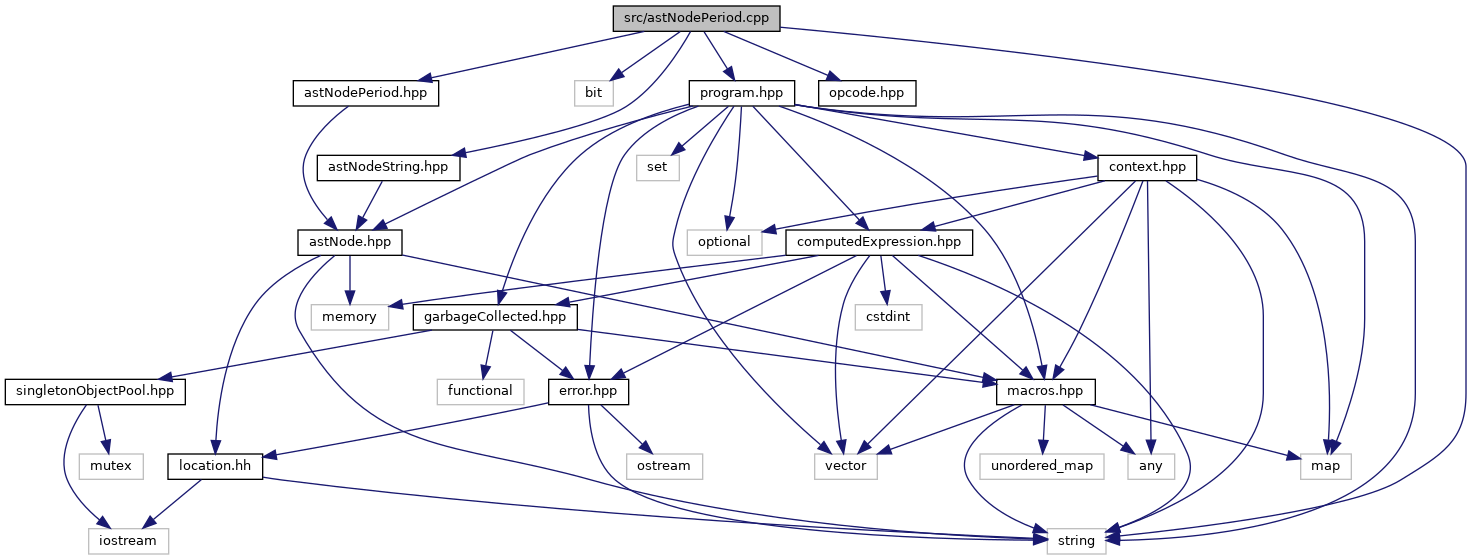 src/astNodePeriod.cpp
astNodePeriod.hpp
bit
program.hpp
opcode.hpp
astNodeString.hpp
set
context.hpp
astNode.hpp
optional
computedExpression.hpp
memory
garbageCollected.hpp
cstdint
singletonObjectPool.hpp
functional
error.hpp
macros.hpp
mutex
location.hh
ostream
vector
unordered_map
any
map
iostream
string